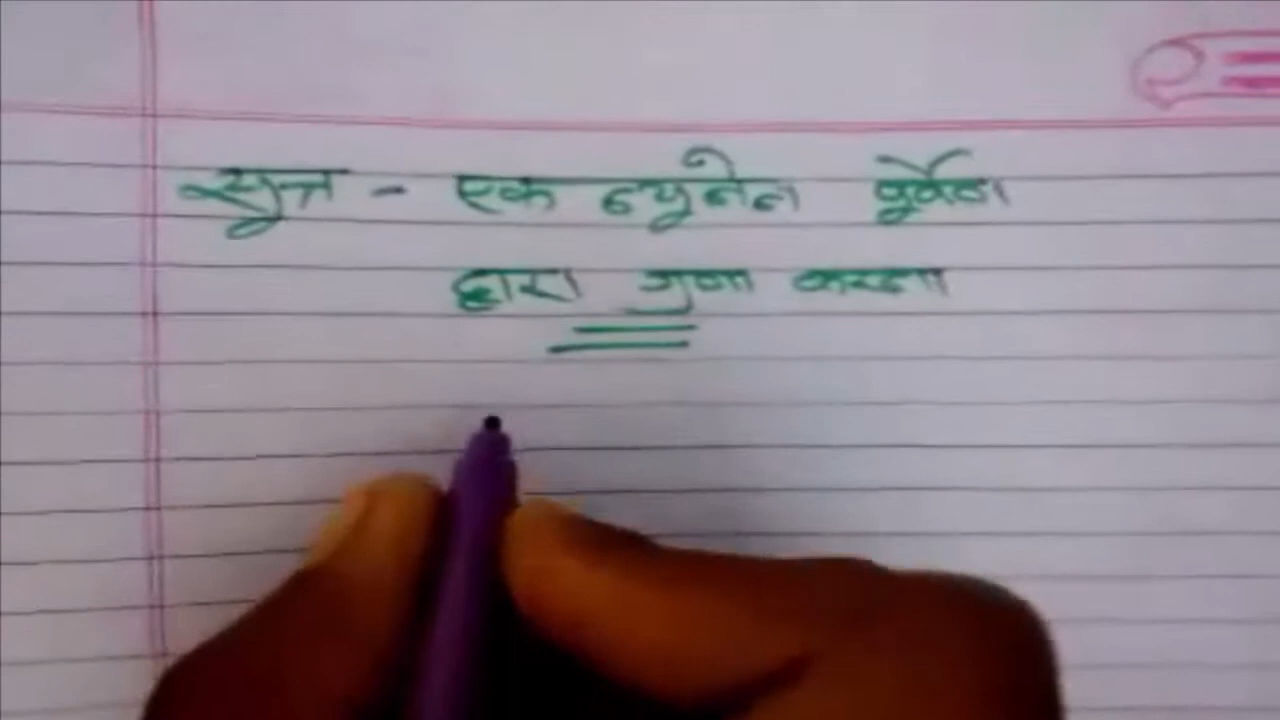 सूत्र - एक न्यूनेन पूर्वेण
द्वारा गुणा करना